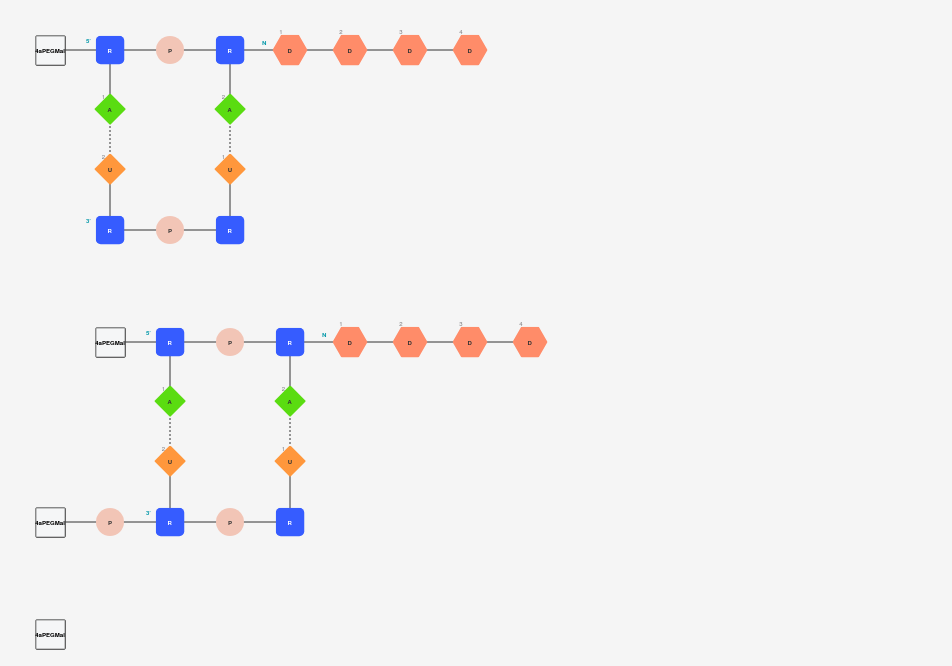 1 2 3 4
5' N
4aPEGMal R P R D D D D
1 2
A A
2 1
U U
3'
R P R
1 2 3 4
5' N
4aPEGMal R P R D D D D
1 2
A A
2 1
U U
3'
4aPEGMal P R P R
4aPEGMal